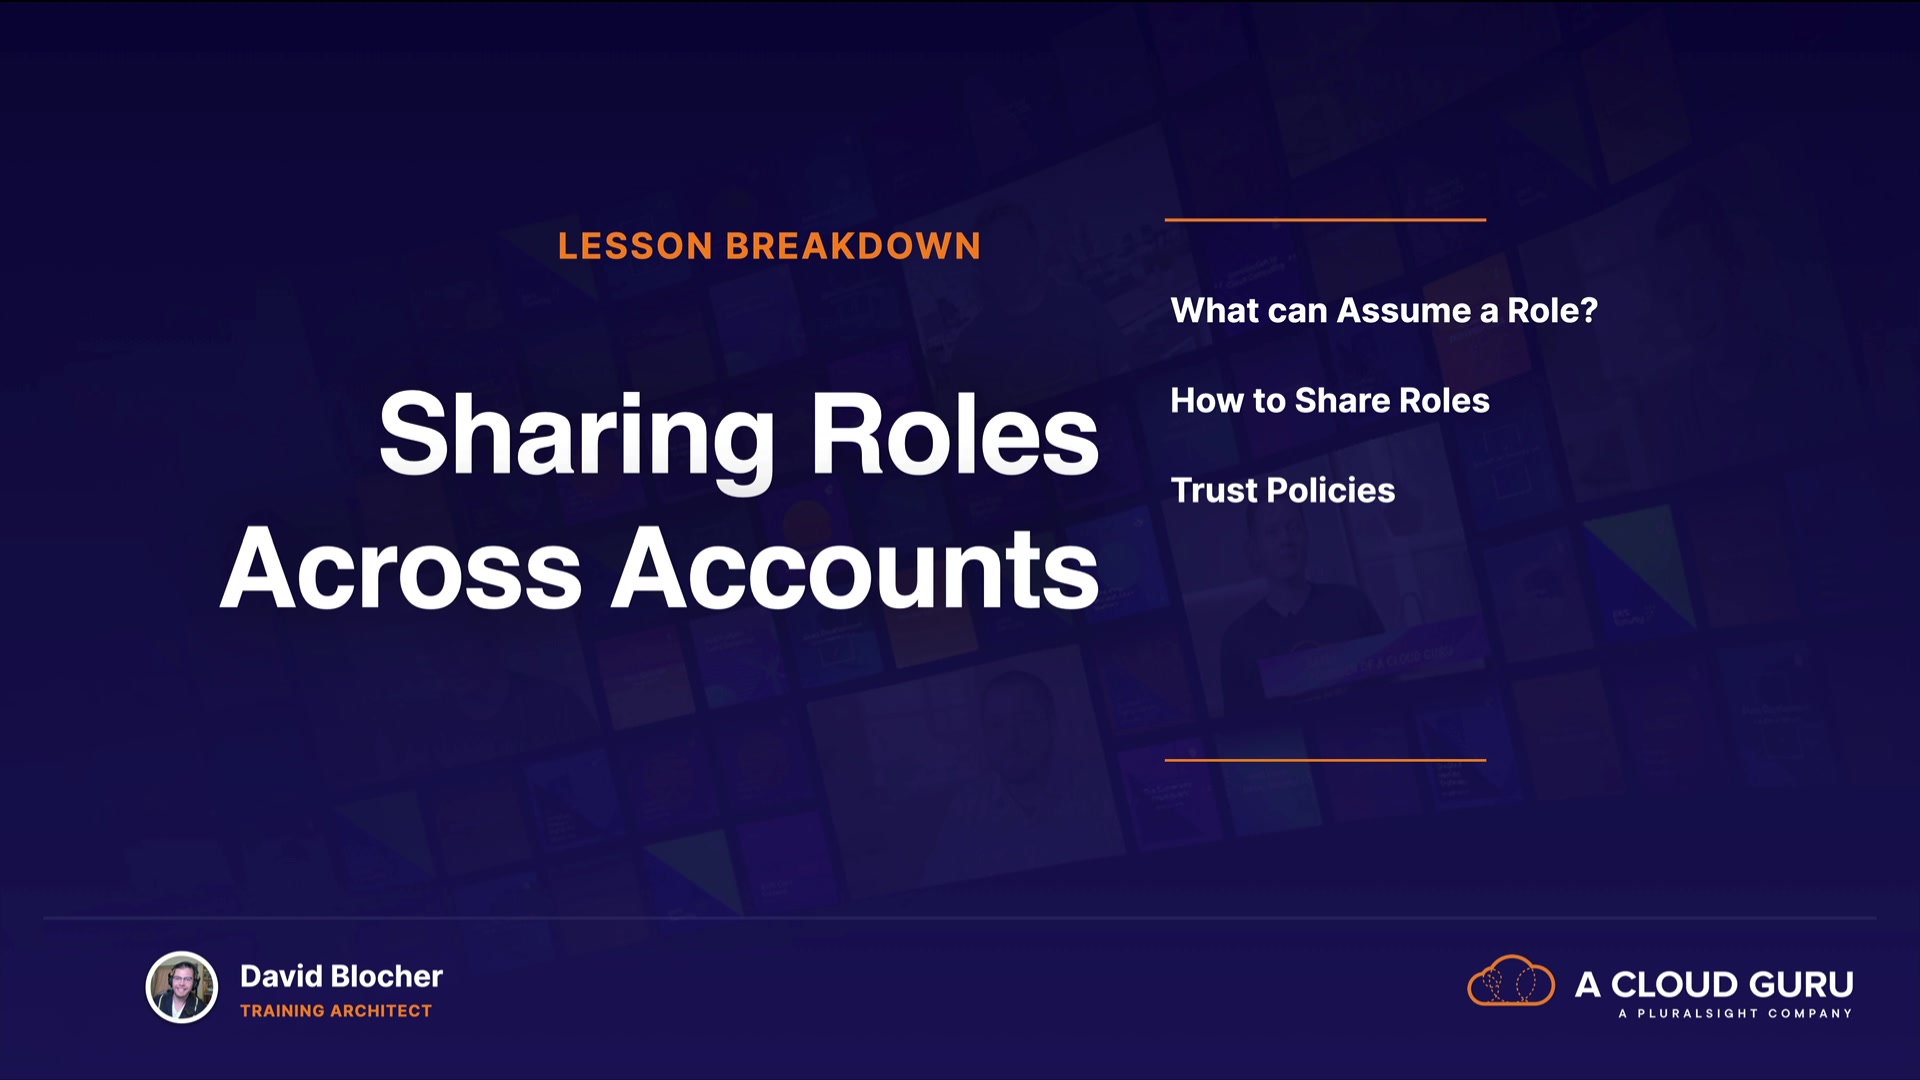 LESSON BREAKDOWN
Sharing Roles
Across Accounts
What can Assume a Role?
How to Share Roles
Trust Policies
David Blocher
TRAINING ARCHITECT
A CLOUD GURU
A PLURALSIGHT COMPANY